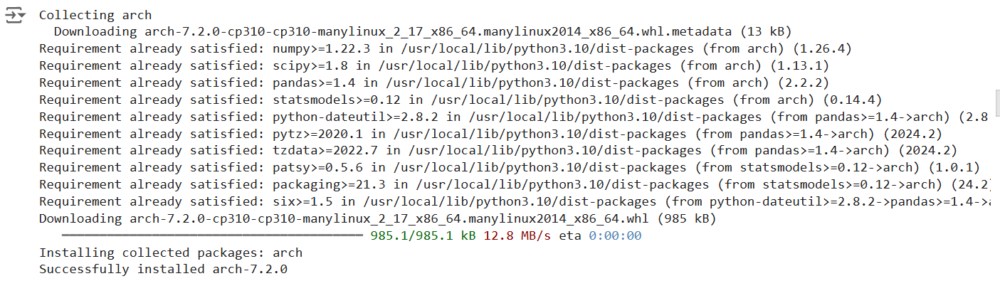 Collecting arch
Downloading arch-7.2.0-cp310-cp310-manylinux_2_17_x86_64.manylinux2014_x86_64.whl.metadata (13 kB)
Requirement already satisfied: numpy>=1.22.3 in /usr/local/lib/python3.10/dist-packages (from arch) (1.26.4)
Requirement already satisfied: scipy>=1.8 in /usr/local/lib/python3.10/dist-packages (from arch) (1.13.1)
Requirement already satisfied: pandas>=1.4 in /usr/local/lib/python3.10/dist-packages (from arch) (2.2.2)
Requirement already satisfied: statsmodels>=0.12 in /usr/local/lib/python3.10/dist-packages (from arch) (0.14.4)
Requirement already satisfied: python-dateutil>=2.8.2 in /usr/local/lib/python3.10/dist-packages (from pandas>=1.4->arch) (2.8
Requirement already satisfied: pytz>=2020.1 in /usr/local/lib/python3.10/dist-packages (from pandas>=1.4->arch) (2024.2)
Requirement already satisfied: tzdata>=2022.7 in /usr/local/lib/python3.10/dist-packages (from pandas>=1.4->arch) (2024.2)
Requirement already satisfied: patsy>=0.5.6 in /usr/local/lib/python3.10/dist-packages (from statsmodels>=0.12->arch) (1.0.1)
Requirement already satisfied: packaging>=21.3 in /usr/local/lib/python3.10/dist-packages (from statsmodels>=0.12->arch) (24.2)
Requirement already satisfied: six>=1.5 in /usr/local/lib/python3.10/dist-packages (from python-dateutil>=2.8.2->pandas>=1.4->a
Downloading arch-7.2.0-cp310-cp310-manylinux_2_17_x86_64.manylinux2014_x86_64.whl (985 kB)
985.1/985.1 kB 12.8 MB/s eta 0:00:00
Installing collected packages: arch
Successfully installed arch-7.2.0